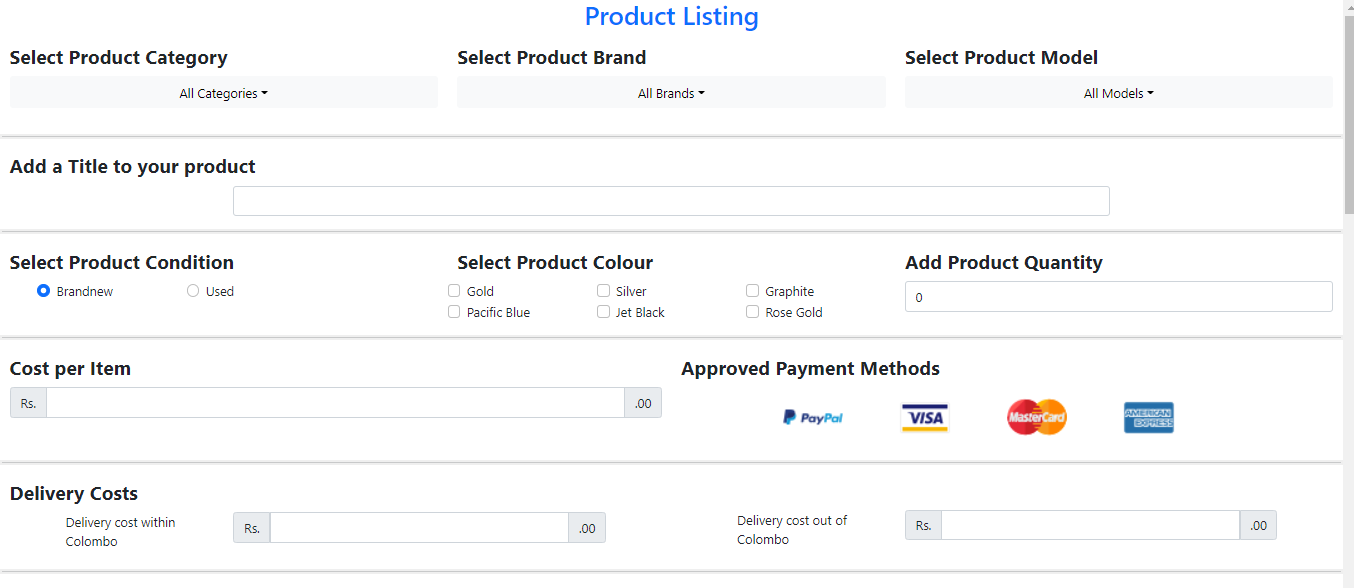 Product Listing
Select Product Category
Select Product Brand
Select Product Model
All Categories
All Brands
All Models
Add a Title to your product
Select Product Condition
Select Product Colour
Add Product Quantity
Brandnew
Used
Gold
Silver
Graphite
0
Pacific Blue
Jet Black
Rose Gold
Cost per Item
Approved Payment Methods
Rs.
.00
PayPal
VISA
MasterCard
AMERICAN
EXPRESS
Delivery Costs
Delivery cost within
Colombo
Rs.
.00
Delivery cost out of
Colombo
Rs.
.00